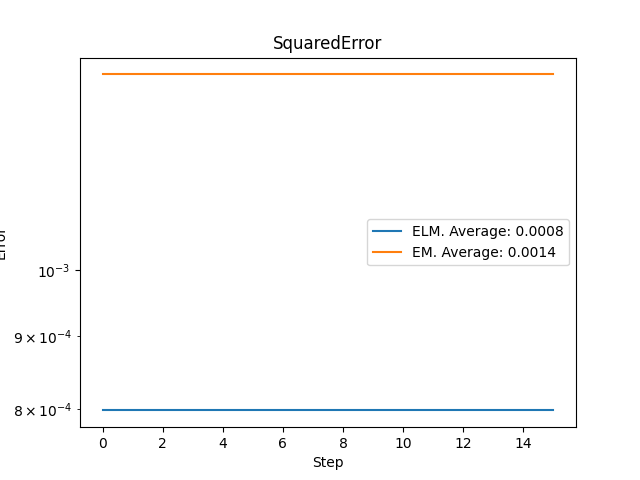 SquaredError
Error
10⁻³
9 × 10⁻⁴
8 × 10⁻⁴
ELM. Average: 0.0008
EM. Average: 0.0014
0 2 4 6 8 10 12 14
Step